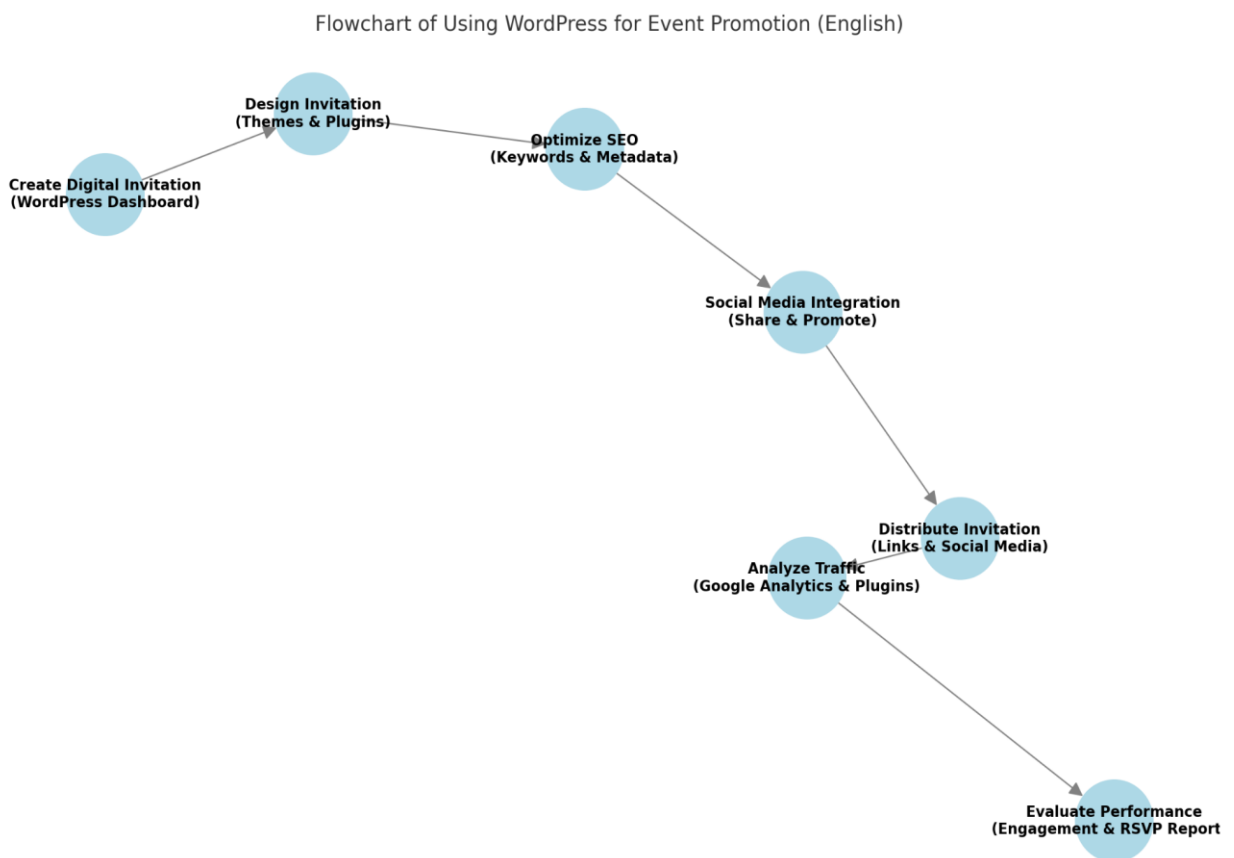 Flowchart of Using WordPress for Event Promotion (English)
Design Invitation
(Themes & Plugins)
Optimize SEO
(Keywords & Metadata)
Create Digital Invitation
(WordPress Dashboard)
Social Media Integration
(Share & Promote)
Distribute Invitation
(Links & Social Media)
Analyze Traffic
(Google Analytics & Plugins)
Evaluate Performance
(Engagement & RSVP Report